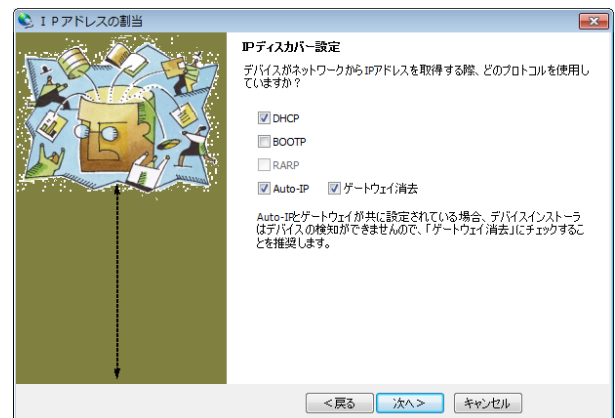 ＩＰアドレスの割当
IPディスカバー設定
デバイスがネットワークからIPアドレスを取得する際、どのプロトコルを使用し
ていますか？
DHCP
BOOTP
RARP
Auto-IP ゲートウェイ消去
Auto-IPとゲートウェイが共に設定されている場合、デバイスインストーラ
はデバイスの検知ができませんので、「ゲートウェイ消去」にチェックするこ
とを推奨します。
<戻る 次へ> キャンセル